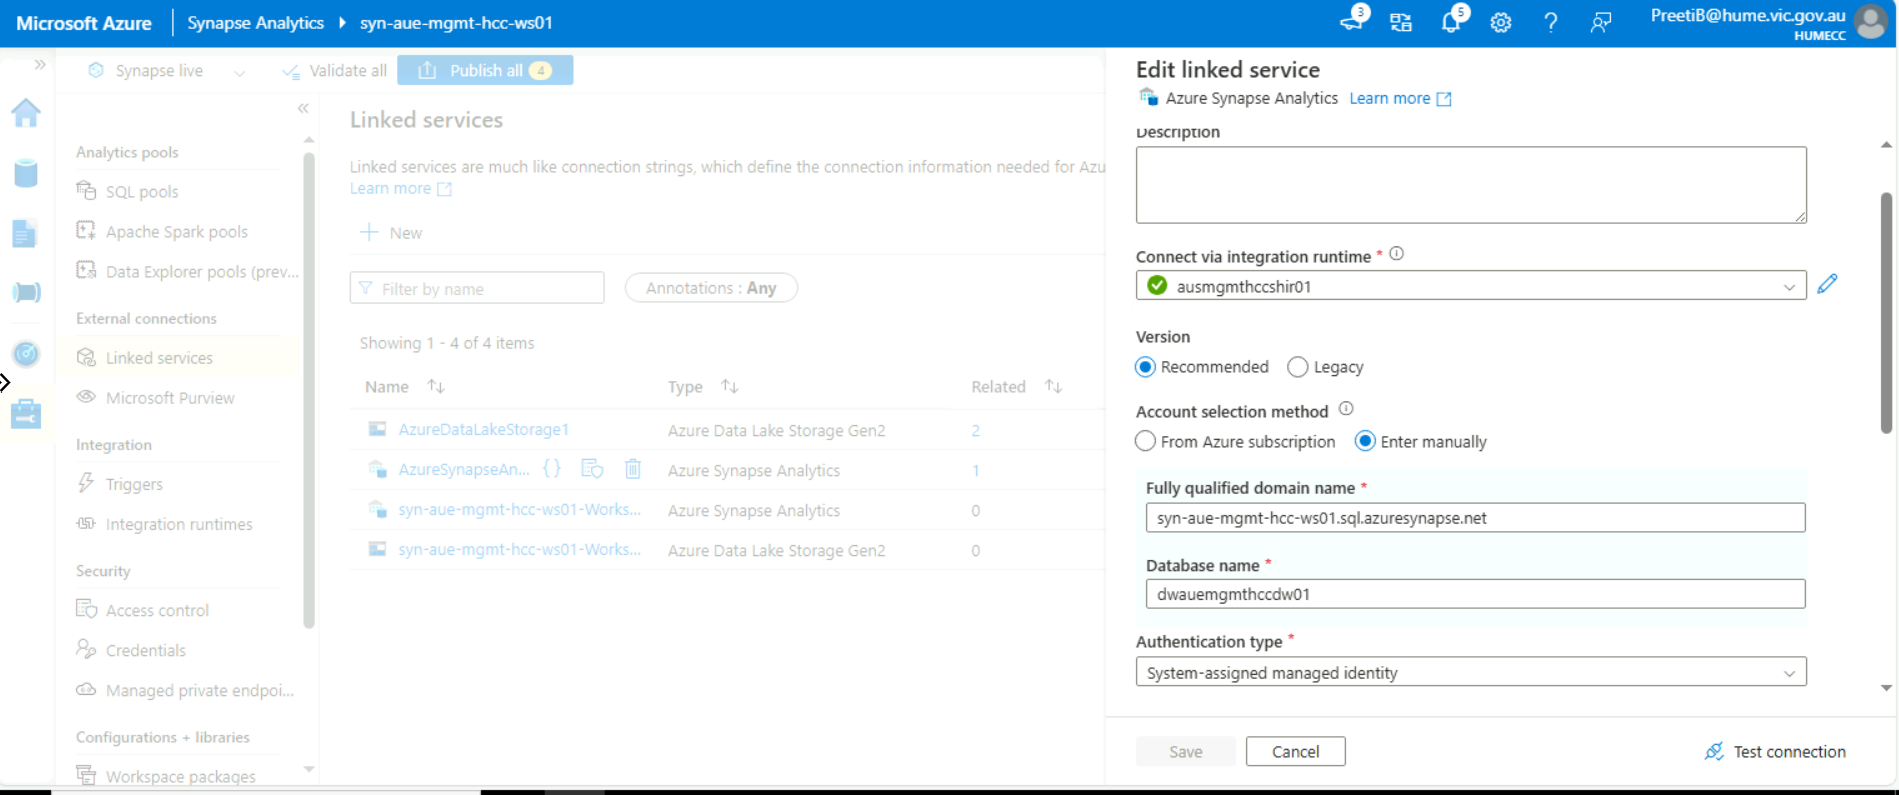 Microsoft Azure
Synapse Analytics
syn-aue-mgmt-hcc-ws01
3
5
PreetiB@hume.vic.gov.au
HUMECC
Synapse live
Validate all
Publish all 4
Analytics pools
SQL pools
Apache Spark pools
Data Explorer pools (prev...
External connections
Linked services
Microsoft Purview
Integration
Triggers
Integration runtimes
Security
Access control
Credentials
Managed private endpoi...
Configurations + libraries
Workspace packages
Linked services
Linked services are much like connection strings, which define the connection information needed for Azu
Learn more
New
Filter by name
Annotations : Any
Showing 1 - 4 of 4 items
Name Type Related
AzureDataLakeStorage1 Azure Data Lake Storage Gen2 2
AzureSynapseAn... {} Azure Synapse Analytics 1
syn-aue-mgmt-hcc-ws01-Works... Azure Synapse Analytics 0
syn-aue-mgmt-hcc-ws01-Works... Azure Data Lake Storage Gen2 0
Edit linked service
Azure Synapse Analytics Learn more
Description
Connect via integration runtime *
ausmgmthccshir01
Version
Recommended Legacy
Account selection method
From Azure subscription Enter manually
Fully qualified domain name *
syn-aue-mgmt-hcc-ws01.sql.azuresynapse.net
Database name *
dwauemgmthccdw01
Authentication type *
System-assigned managed identity
Save Cancel Test connection